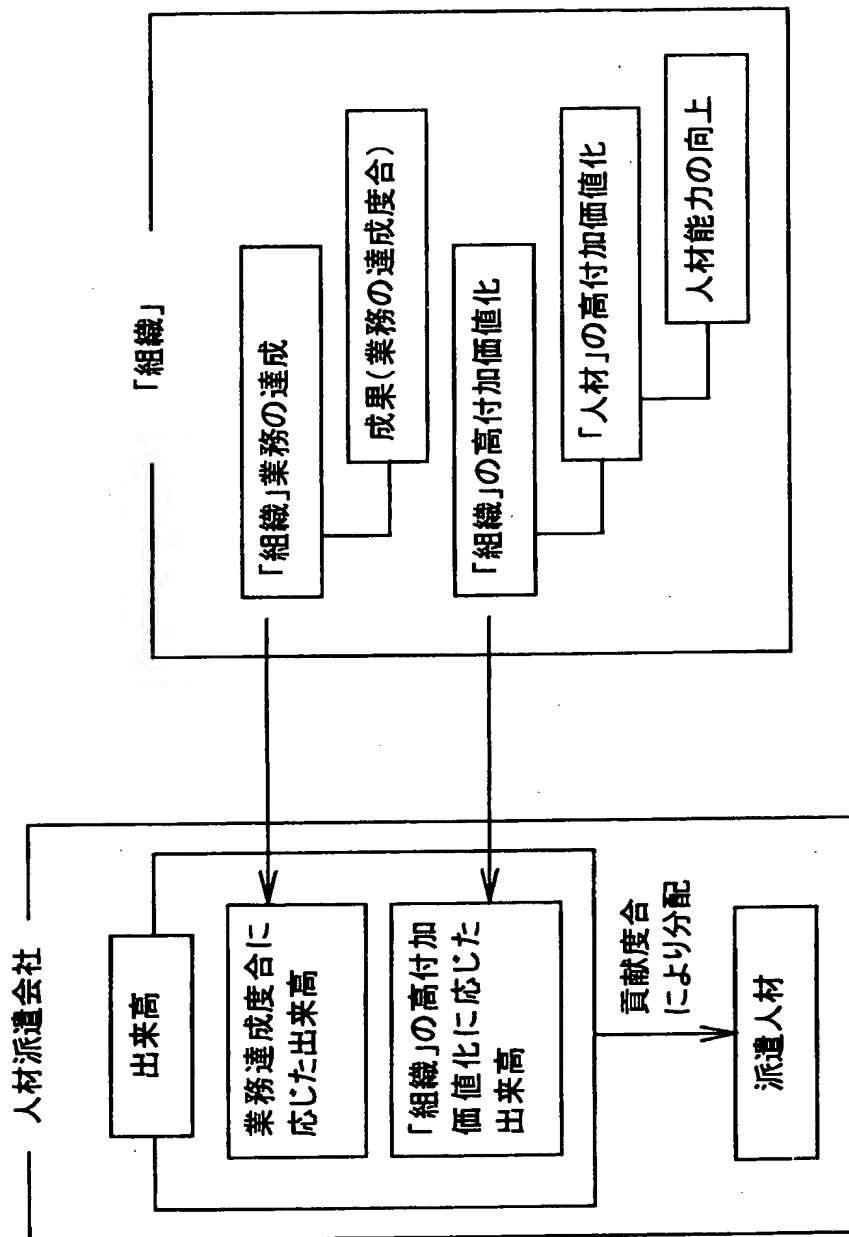 人材派遣会社
出来高
業務達成度合に
応じた出来高
「組織」の高付加
価値化に応じた
出来高
貢献度合
により分配
派遣人材
「組織」
「組織」業務の達成
成果(業務の達成度合)
「組織」の高付加価値化
「人材」の高付加価値化
人材能力の向上